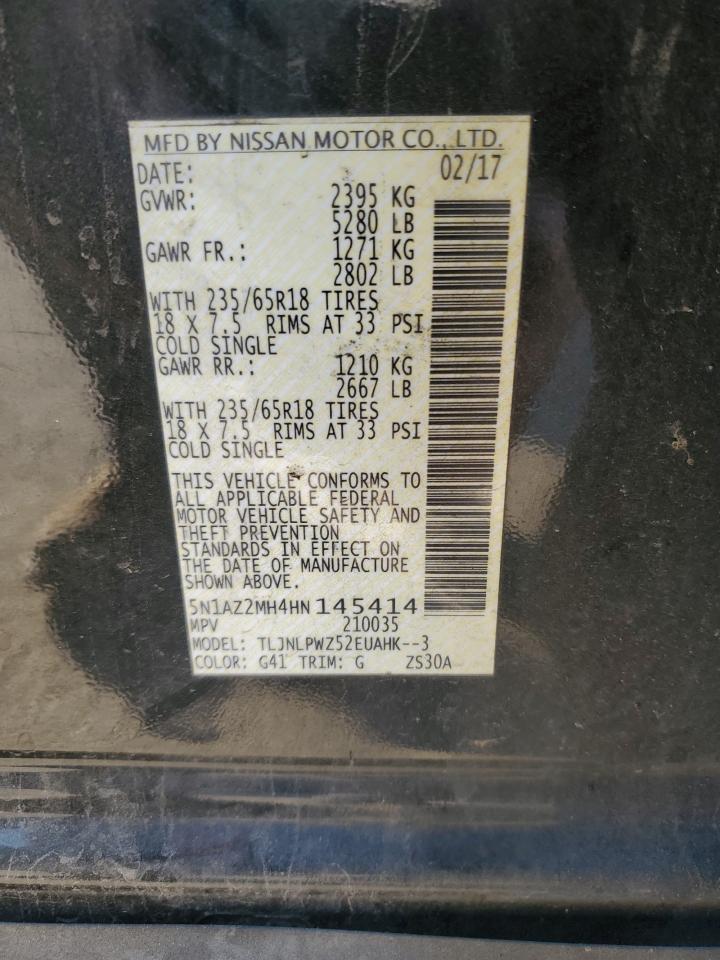 MFD BY NISSAN MOTOR CO., LTD.
DATE: 02/17
GVWR: 2395 KG
5280 LB
GAWR FR.: 1271 KG
2802 LB
WITH 235/65R18 TIRES
18 X 7.5 RIMS AT 33 PSI
COLD SINGLE
GAWR RR.: 1210 KG
2667 LB
WITH 235/65R18 TIRES
18 X 7.5 RIMS AT 33 PSI
COLD SINGLE
THIS VEHICLE CONFORMS TO
ALL APPLICABLE FEDERAL
MOTOR VEHICLE SAFETY AND
THEFT PREVENTION
STANDARDS IN EFFECT ON
THE DATE OF MANUFACTURE
SHOWN ABOVE.
5N1AZ2MH4HN145414
MPV 210035
MODEL: TLJNLPWZ52EUAHK--3
COLOR: G41 TRIM: G ZS30A